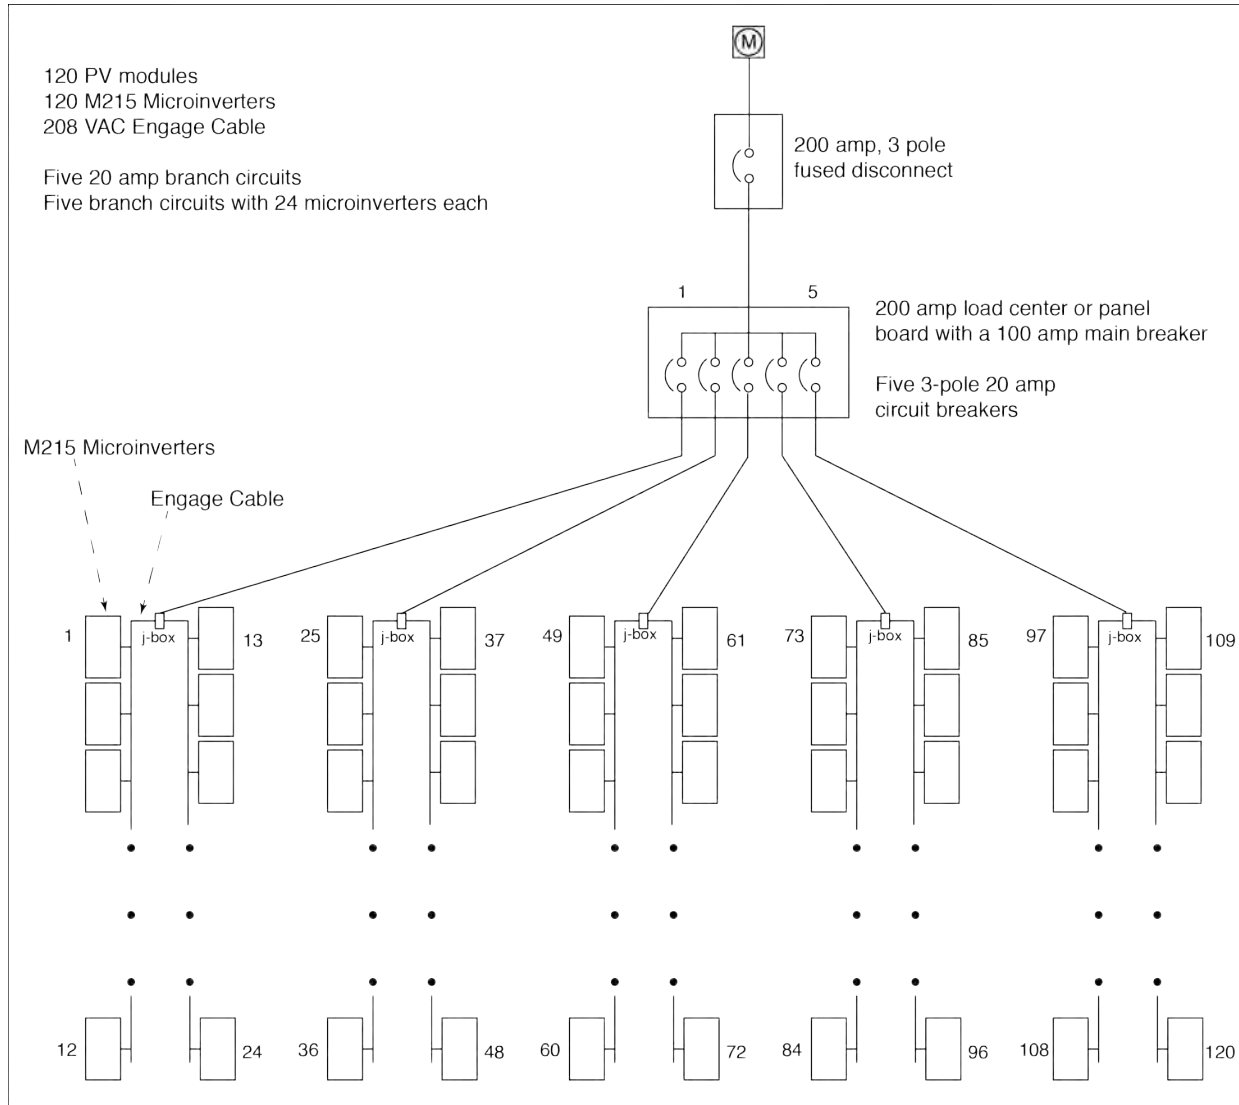 M
120 PV modules
120 M215 Microinverters
208 VAC Engage Cable
Five 20 amp branch circuits
Five branch circuits with 24 microinverters each
200 amp, 3 pole
fused disconnect
1
5
200 amp load center or panel
board with a 100 amp main breaker
Five 3-pole 20 amp
circuit breakers
M215 Microinverters
Engage Cable
1
j-box
13
25
j-box
37
49
j-box
61
73
j-box
85
97
j-box
109
12
24
36
48
60
72
84
96
108
120